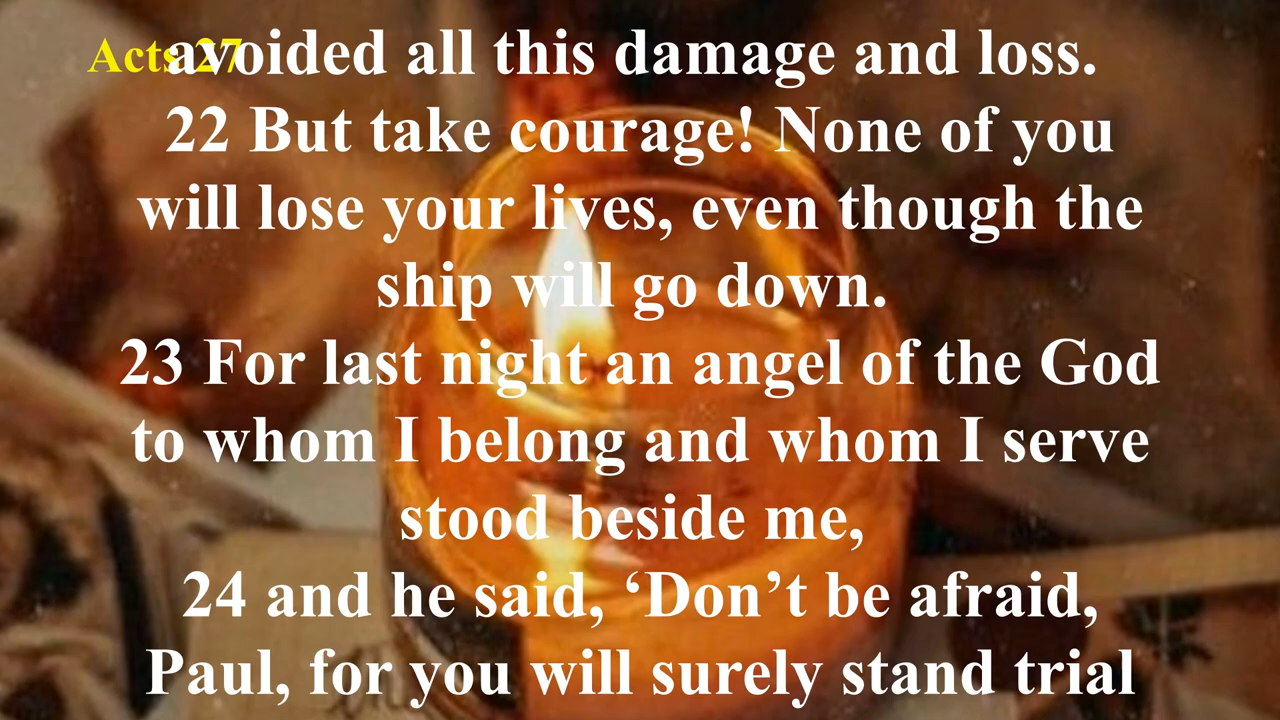 Acts 27
avoided all this damage and loss.
22 But take courage! None of you
will lose your lives, even though the
ship will go down.
23 For last night an angel of the God
to whom I belong and whom I serve
stood beside me,
24 and he said, ‘Don’t be afraid,
Paul, for you will surely stand trial